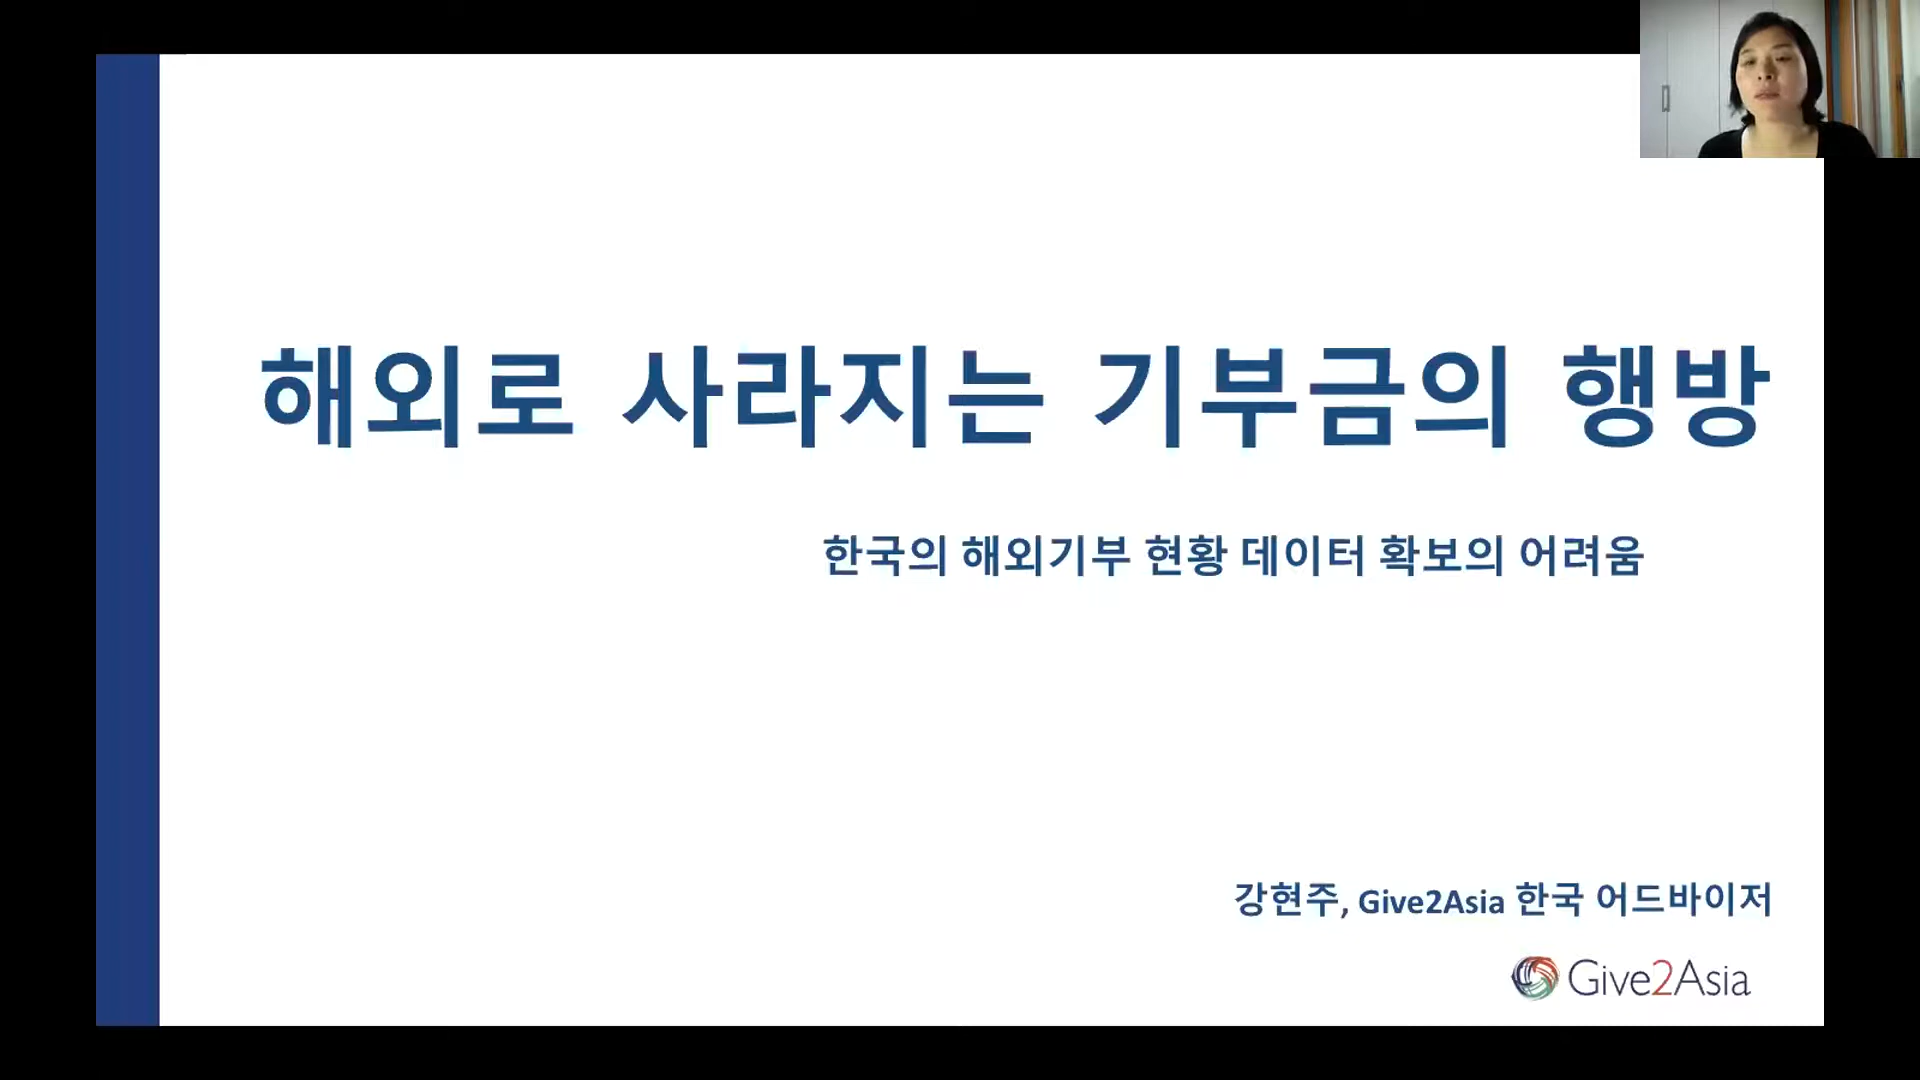 해외로 사라지는 기부금의 행방
한국의 해외기부 현황 데이터 확보의 어려움
강현주, Give2Asia 한국 어드바이저
Give2Asia